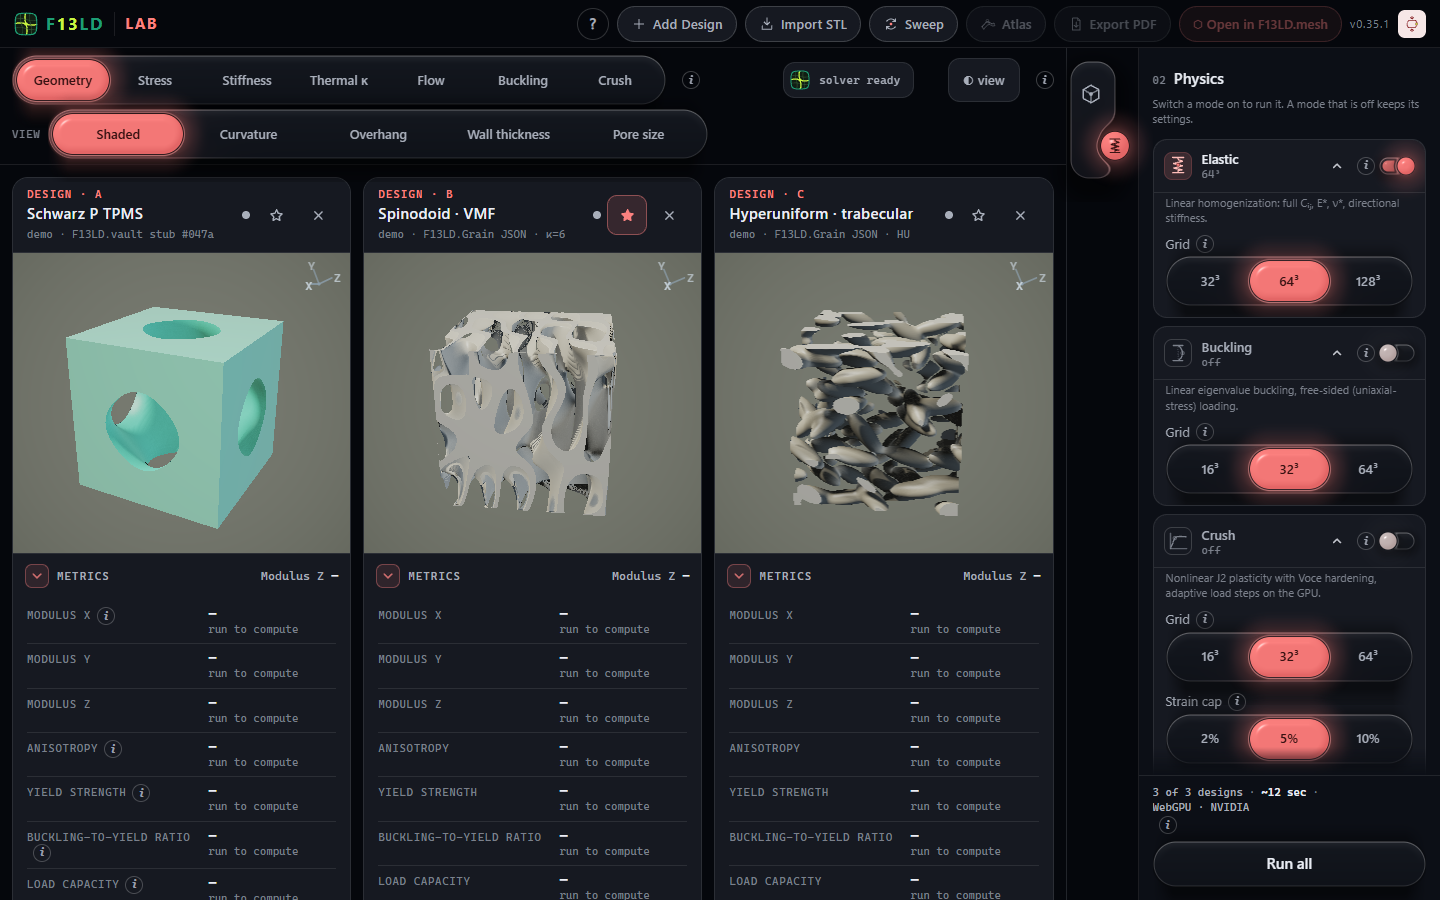 F13LD LAB
? + Add Design Import STL Sweep Atlas Export PDF Open in F13LD.mesh v0.35.1
Geometry Stress Stiffness Thermal κ Flow Buckling Crush i
solver ready view i
VIEW Shaded Curvature Overhang Wall thickness Pore size
DESIGN · A
Schwarz P TPMS
demo · F13LD.vault stub #047a
Y
X Z
METRICS Modulus Z —
MODULUS X i —
run to compute
MODULUS Y —
run to compute
MODULUS Z —
run to compute
ANISOTROPY i —
run to compute
YIELD STRENGTH i —
run to compute
BUCKLING-TO-YIELD RATIO i —
run to compute
LOAD CAPACITY i —
run to compute
DESIGN · B
Spinodoid · VMF
demo · F13LD.Grain JSON · κ=6
Y
X Z
METRICS Modulus Z —
MODULUS X —
run to compute
MODULUS Y —
run to compute
MODULUS Z —
run to compute
ANISOTROPY —
run to compute
YIELD STRENGTH —
run to compute
BUCKLING-TO-YIELD RATIO —
run to compute
LOAD CAPACITY —
run to compute
DESIGN · C
Hyperuniform · trabecular
demo · F13LD.Grain JSON · HU
Y
X Z
METRICS Modulus Z —
MODULUS X —
run to compute
MODULUS Y —
run to compute
MODULUS Z —
run to compute
ANISOTROPY —
run to compute
YIELD STRENGTH —
run to compute
BUCKLING-TO-YIELD RATIO —
run to compute
LOAD CAPACITY —
run to compute
02 Physics
Switch a mode on to run it. A mode that is off keeps its
settings.
Elastic i
64³
Linear homogenization: full Cᵢⱼ, E*, ν*, directional
stiffness.
Grid i
32³ 64³ 128³
Buckling i
off
Linear eigenvalue buckling, free-sided (uniaxial-
stress) loading.
Grid i
16³ 32³ 64³
Crush i
off
Nonlinear J2 plasticity with Voce hardening,
adaptive load steps on the GPU.
Grid i
16³ 32³ 64³
Strain cap i
2% 5% 10%
3 of 3 designs · ~12 sec ·
WebGPU · NVIDIA
i
Run all